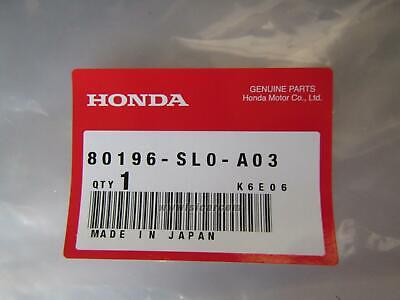 HONDA
GENUINE PARTS
Honda Motor Co., Ltd.
80196-SL0-A03
QTY 1 K6E06
MADE IN JAPAN